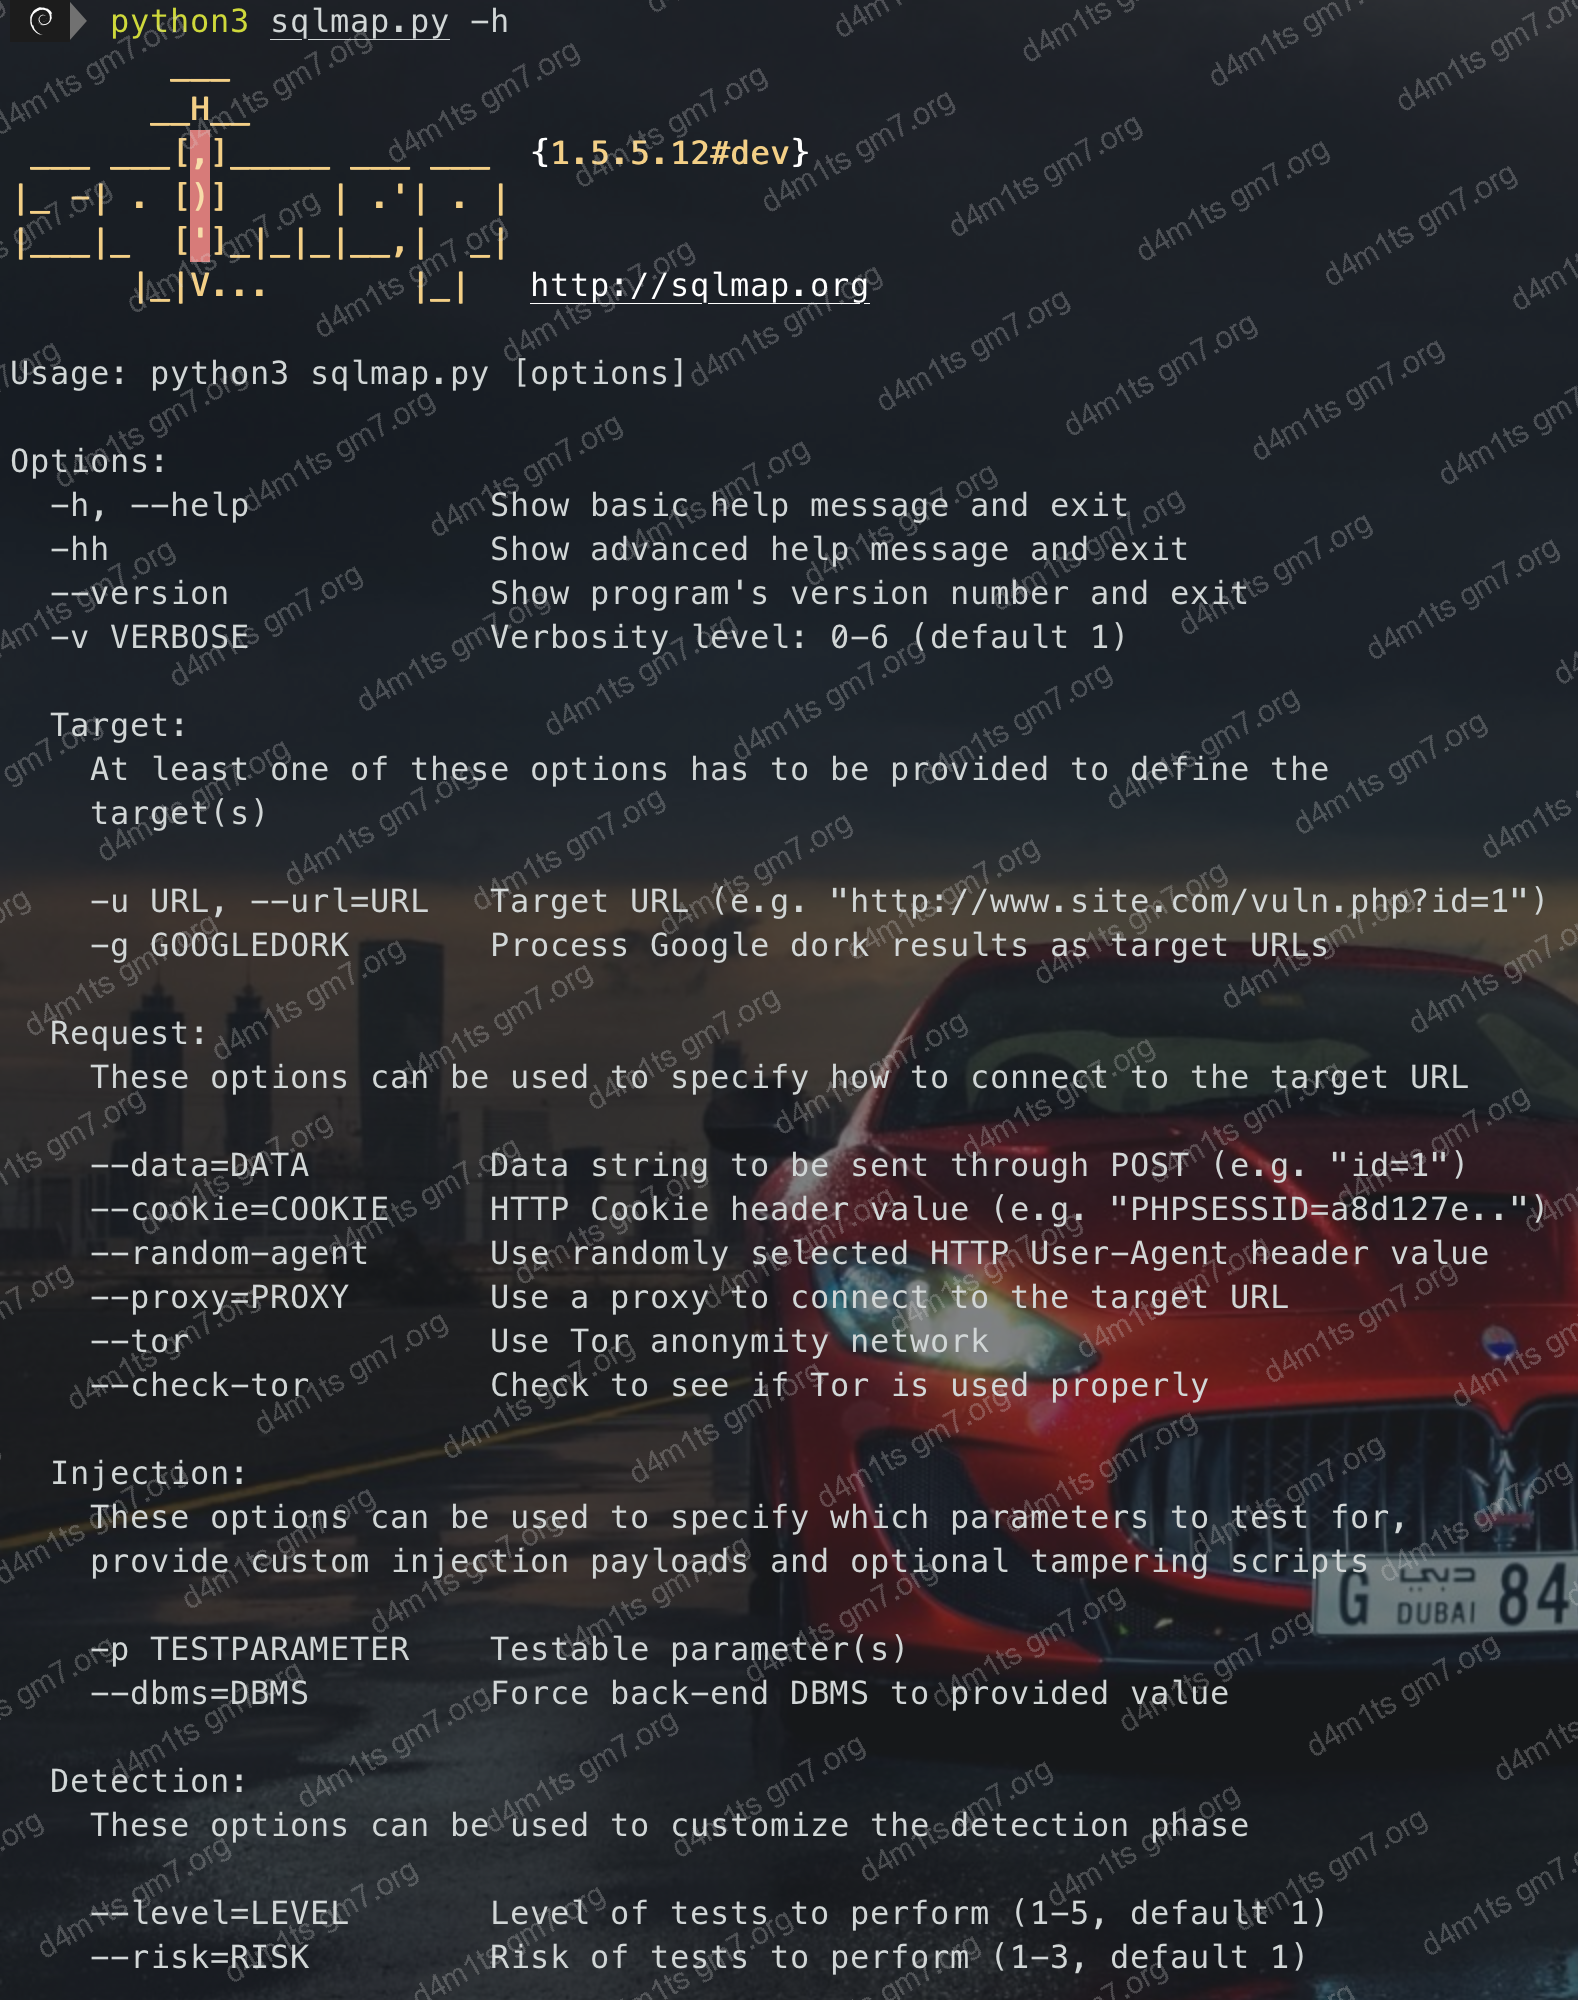 python3 sqlmap.py -h
        ___
       __H__
 ___ ___[,]_____ ___ ___  {1.5.5.12#dev}
|_ -| . [)]     | .'| . |
|___|_  [']_|_|_|__,|  _|
      |_|V...       |_|   http://sqlmap.org
Usage: python3 sqlmap.py [options]
Options:
  -h, --help            Show basic help message and exit
  -hh                   Show advanced help message and exit
  --version             Show program's version number and exit
  -v VERBOSE            Verbosity level: 0-6 (default 1)
  Target:
    At least one of these options has to be provided to define the
    target(s)
    -u URL, --url=URL   Target URL (e.g. "http://www.site.com/vuln.php?id=1")
    -g GOOGLEDORK       Process Google dork results as target URLs
  Request:
    These options can be used to specify how to connect to the target URL
    --data=DATA         Data string to be sent through POST (e.g. "id=1")
    --cookie=COOKIE     HTTP Cookie header value (e.g. "PHPSESSID=a8d127e..")
    --random-agent      Use randomly selected HTTP User-Agent header value
    --proxy=PROXY       Use a proxy to connect to the target URL
    --tor               Use Tor anonymity network
    --check-tor         Check to see if Tor is used properly
  Injection:
    These options can be used to specify which parameters to test for,
    provide custom injection payloads and optional tampering scripts
    -p TESTPARAMETER    Testable parameter(s)
    --dbms=DBMS         Force back-end DBMS to provided value
  Detection:
    These options can be used to customize the detection phase
    --level=LEVEL       Level of tests to perform (1-5, default 1)
    --risk=RISK         Risk of tests to perform (1-3, default 1)
G دبي DUBAI 84
d4m1ts gm7.org